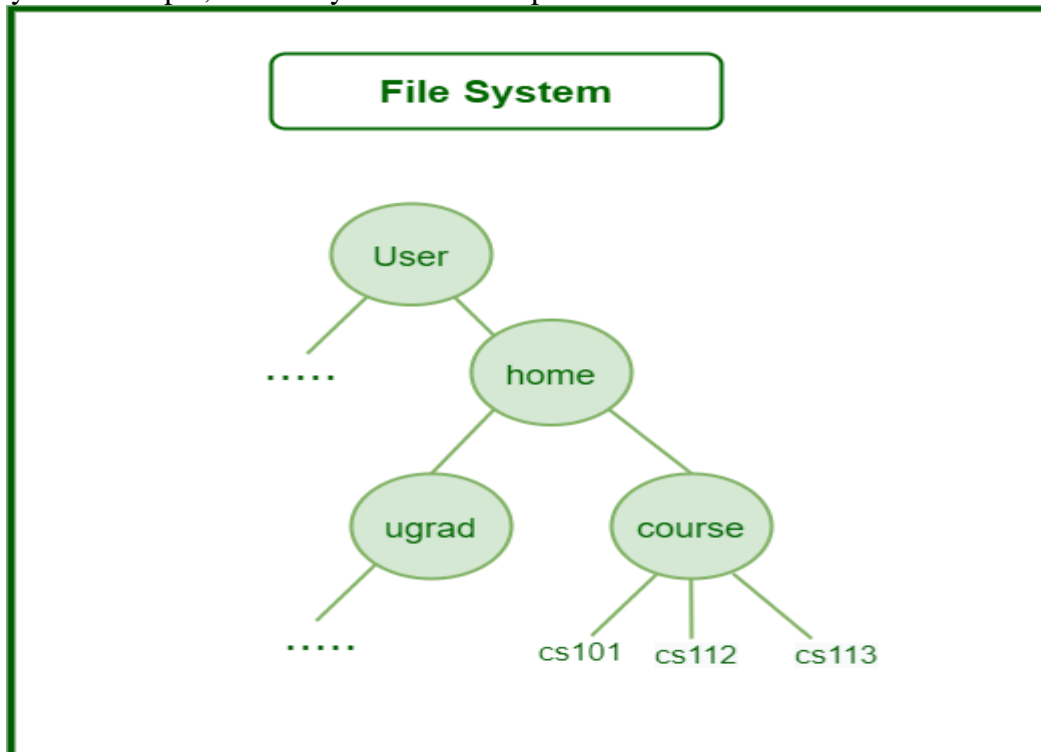 File System
User
.....
home
ugrad
course
.....
cs101 cs112 cs113